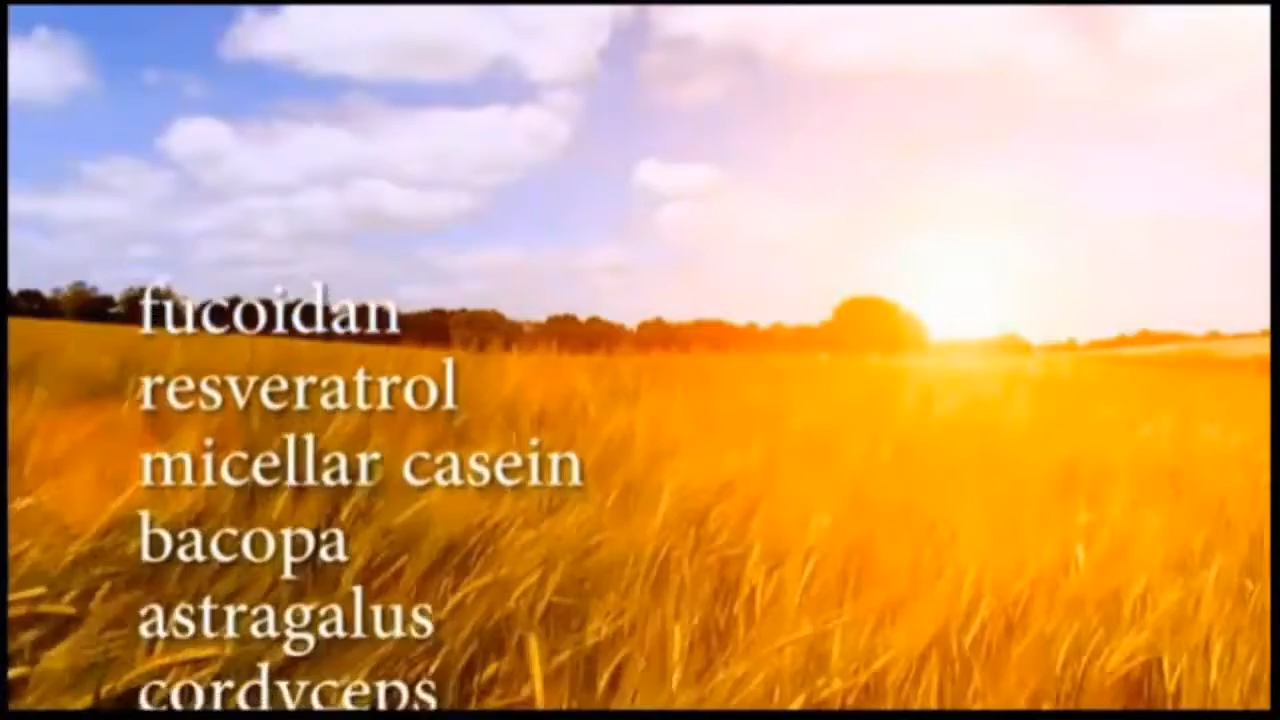 fucoidan
resveratrol
micellar casein
bacopa
astragalus
cordyceps